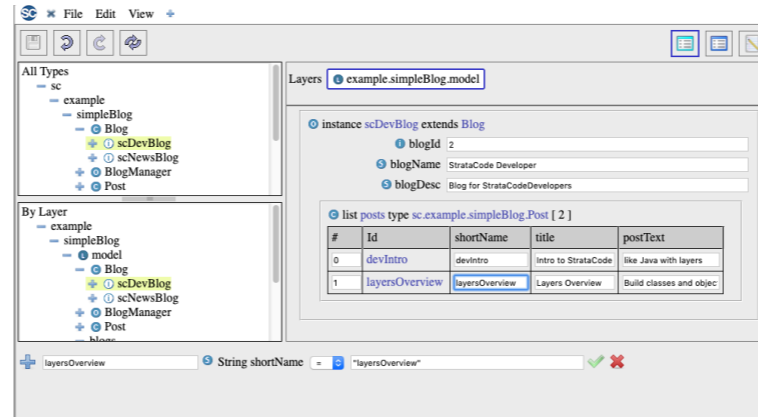 SC File Edit View
All Types
sc
example
simpleBlog
Blog
scDevBlog
scNewsBlog
BlogManager
Post
By Layer
example
simpleBlog
model
Blog
scDevBlog
scNewsBlog
BlogManager
Post
blogs
Layers example.simpleBlog.model
instance scDevBlog extends Blog
blogId 2
blogName StrataCode Developer
blogDesc Blog for StrataCodeDevelopers
list posts type sc.example.simpleBlog.Post [ 2 ]
# Id shortName title postText
0 devIntro devIntro Intro to StrataCode like Java with layers
1 layersOverview layersOverview Layers Overview Build classes and objec
layersOverview S String shortName = "layersOverview"